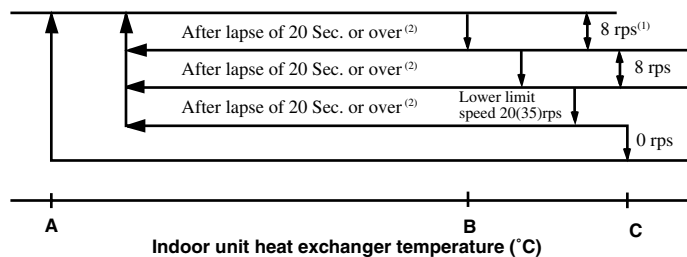 After lapse of 20 Sec. or over (2)
8 rps(1)
After lapse of 20 Sec. or over (2)
8 rps
After lapse of 20 Sec. or over (2)
Lower limit
speed 20(35)rps
0 rps
A
B
C
Indoor unit heat exchanger temperature (˚C)